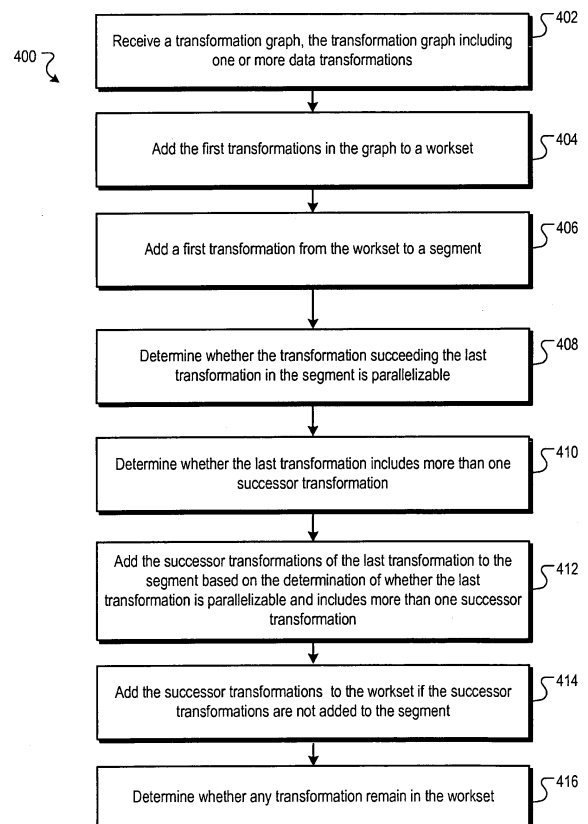 402
Receive a transformation graph, the transformation graph including
one or more data transformations
400
Add the first transformations in the graph to a workset
404
Add a first transformation from the workset to a segment
406
Determine whether the transformation succeeding the last
transformation in the segment is parallelizable
408
Determine whether the last transformation includes more than one
successor transformation
410
Add the successor transformations of the last transformation to the
segment based on the determination of whether the last
transformation is parallelizable and includes more than one successor
transformation
412
Add the successor transformations to the workset if the successor
transformations are not added to the segment
414
Determine whether any transformation remain in the workset
416